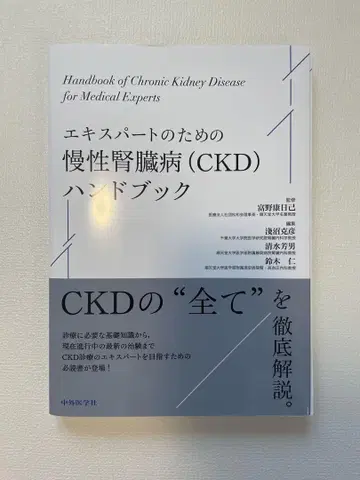 Handbook of Chronic Kidney Disease
for Medical Experts
エキスパートのための
慢性腎臓病(CKD)
ハンドブック
監修
富野康日己
編集
淺沼克彦
清水芳男
鈴木 仁
CKDの“全て”を徹底解説。
診療に必要な基礎知識から、
現在進行中の最新の治験まで
CKD診療のエキスパートを目指すための
必読書が登場!
中外医学社